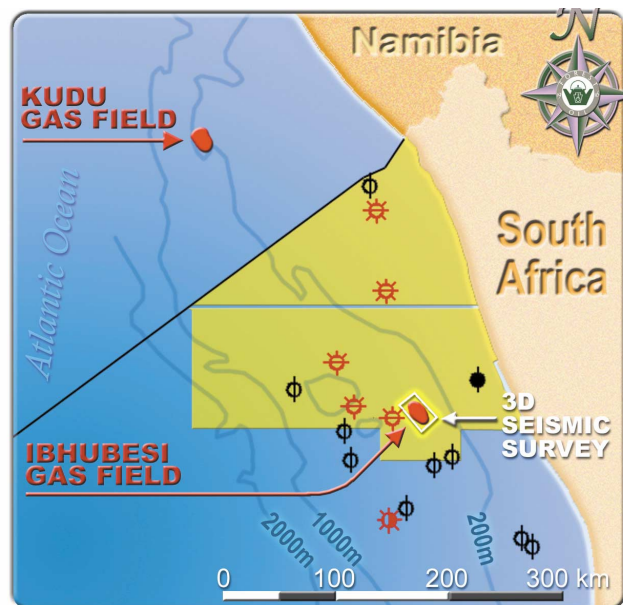 N
Namibia
KUDU
GAS FIELD
Atlantic Ocean
South
Africa
3D
SEISMIC
SURVEY
IBHUBESI
GAS FIELD
2000m
1000m
200m
0 100 200 300 km